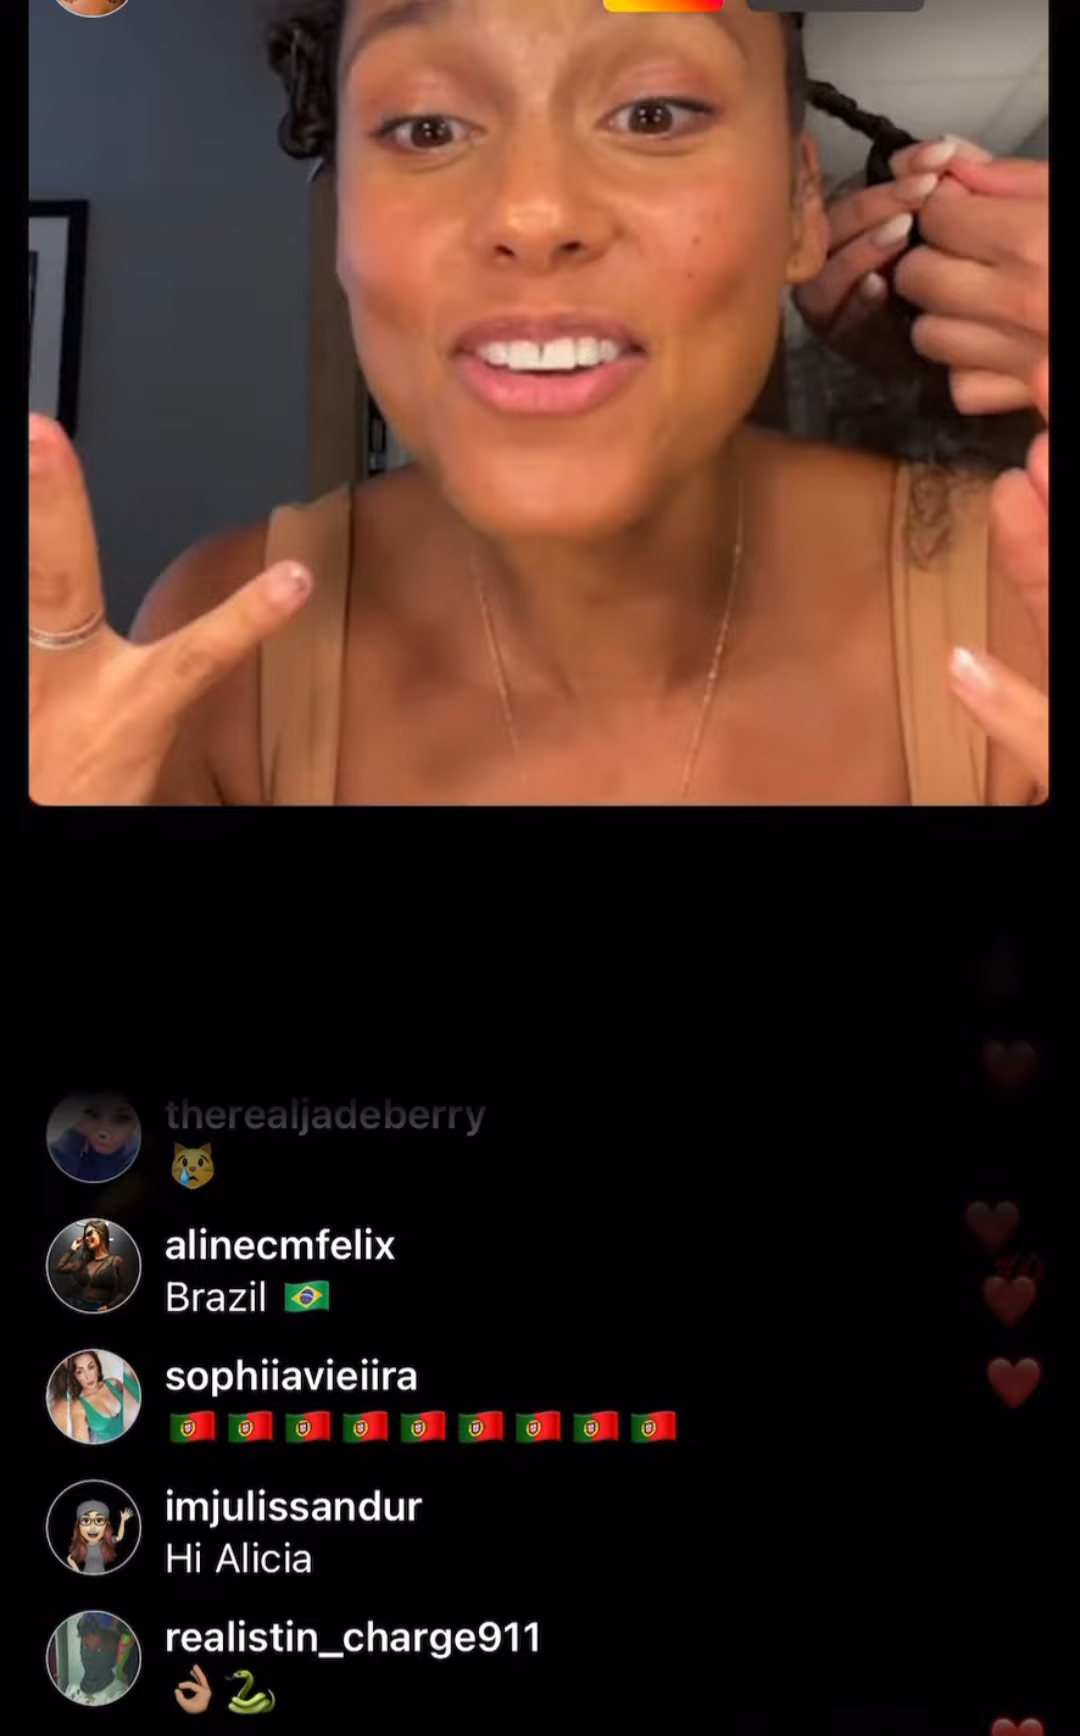 therealjadeberry
😿
alinecmfelix
Brazil 🇧🇷
sophiiavieiira
🇵🇹🇵🇹🇵🇹🇵🇹🇵🇹🇵🇹🇵🇹🇵🇹🇵🇹
imjulissandur
Hi Alicia
realistin_charge911
👌🏽🐍